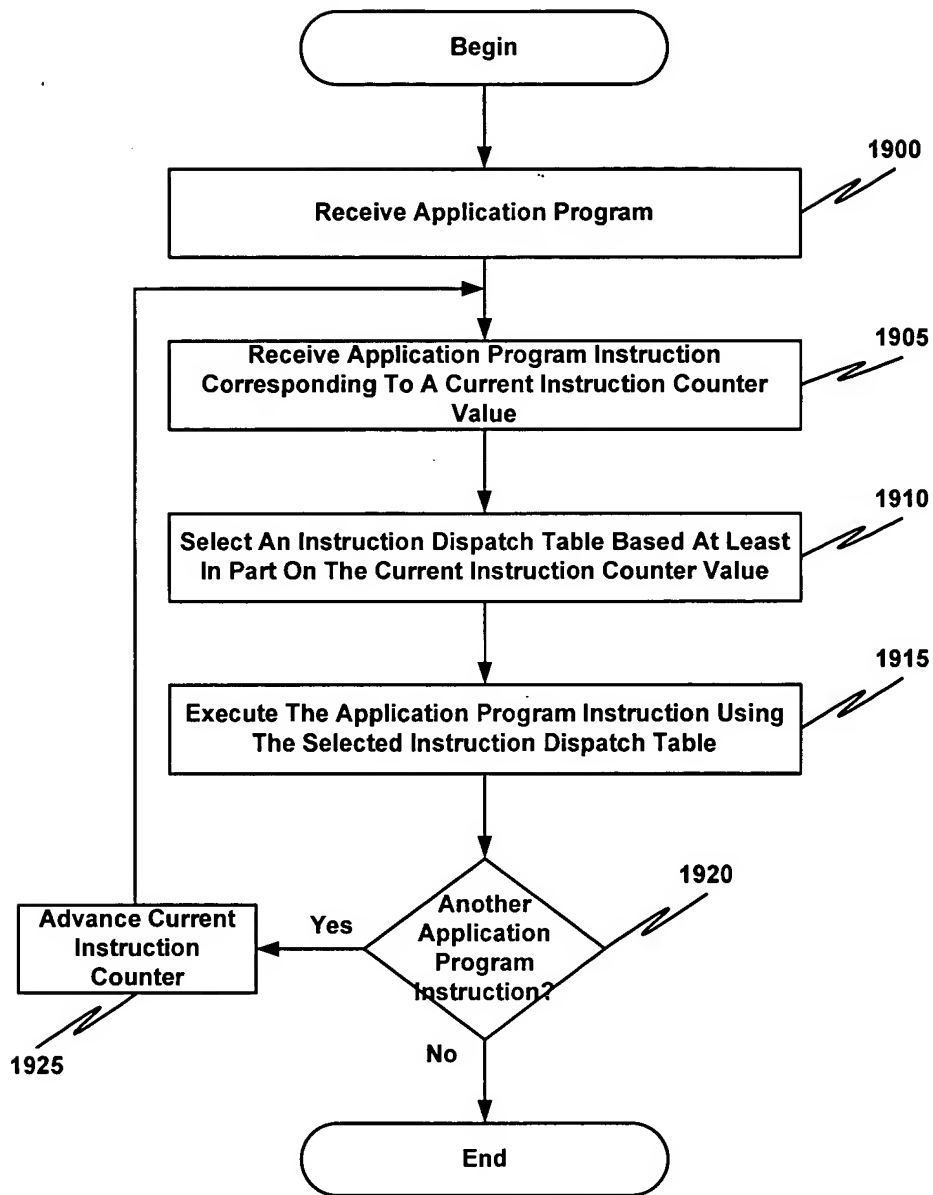 Begin
1900
Receive Application Program
1905
Receive Application Program Instruction
Corresponding To A Current Instruction Counter
Value
1910
Select An Instruction Dispatch Table Based At Least
In Part On The Current Instruction Counter Value
1915
Execute The Application Program Instruction Using
The Selected Instruction Dispatch Table
1920
Another
Application
Program
Instruction?
Yes
Advance Current
Instruction
Counter
1925
No
End